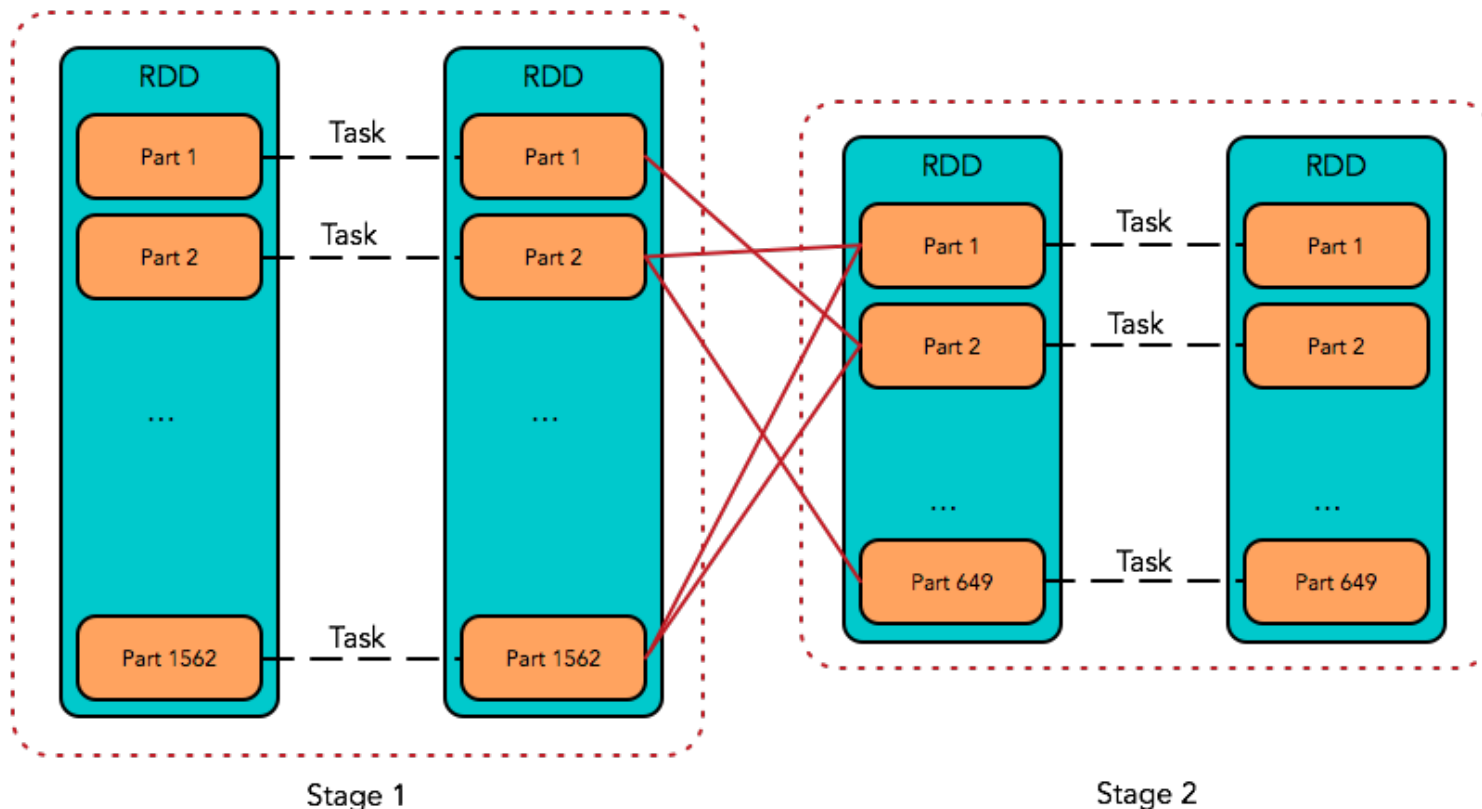 RDD
Part 1
Part 2
...
Part 1562
Task
Task
Task
RDD
Part 1
Part 2
...
Part 1562
Stage 1
RDD
Part 1
Part 2
...
Part 649
Task
Task
Task
RDD
Part 1
Part 2
...
Part 649
Stage 2